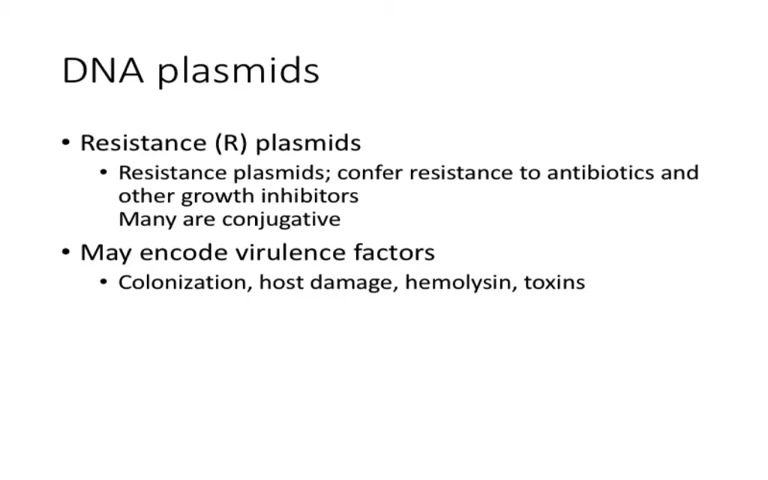 DNA plasmids
• Resistance (R) plasmids
• Resistance plasmids; confer resistance to antibiotics and
other growth inhibitors
Many are conjugative
• May encode virulence factors
• Colonization, host damage, hemolysin, toxins